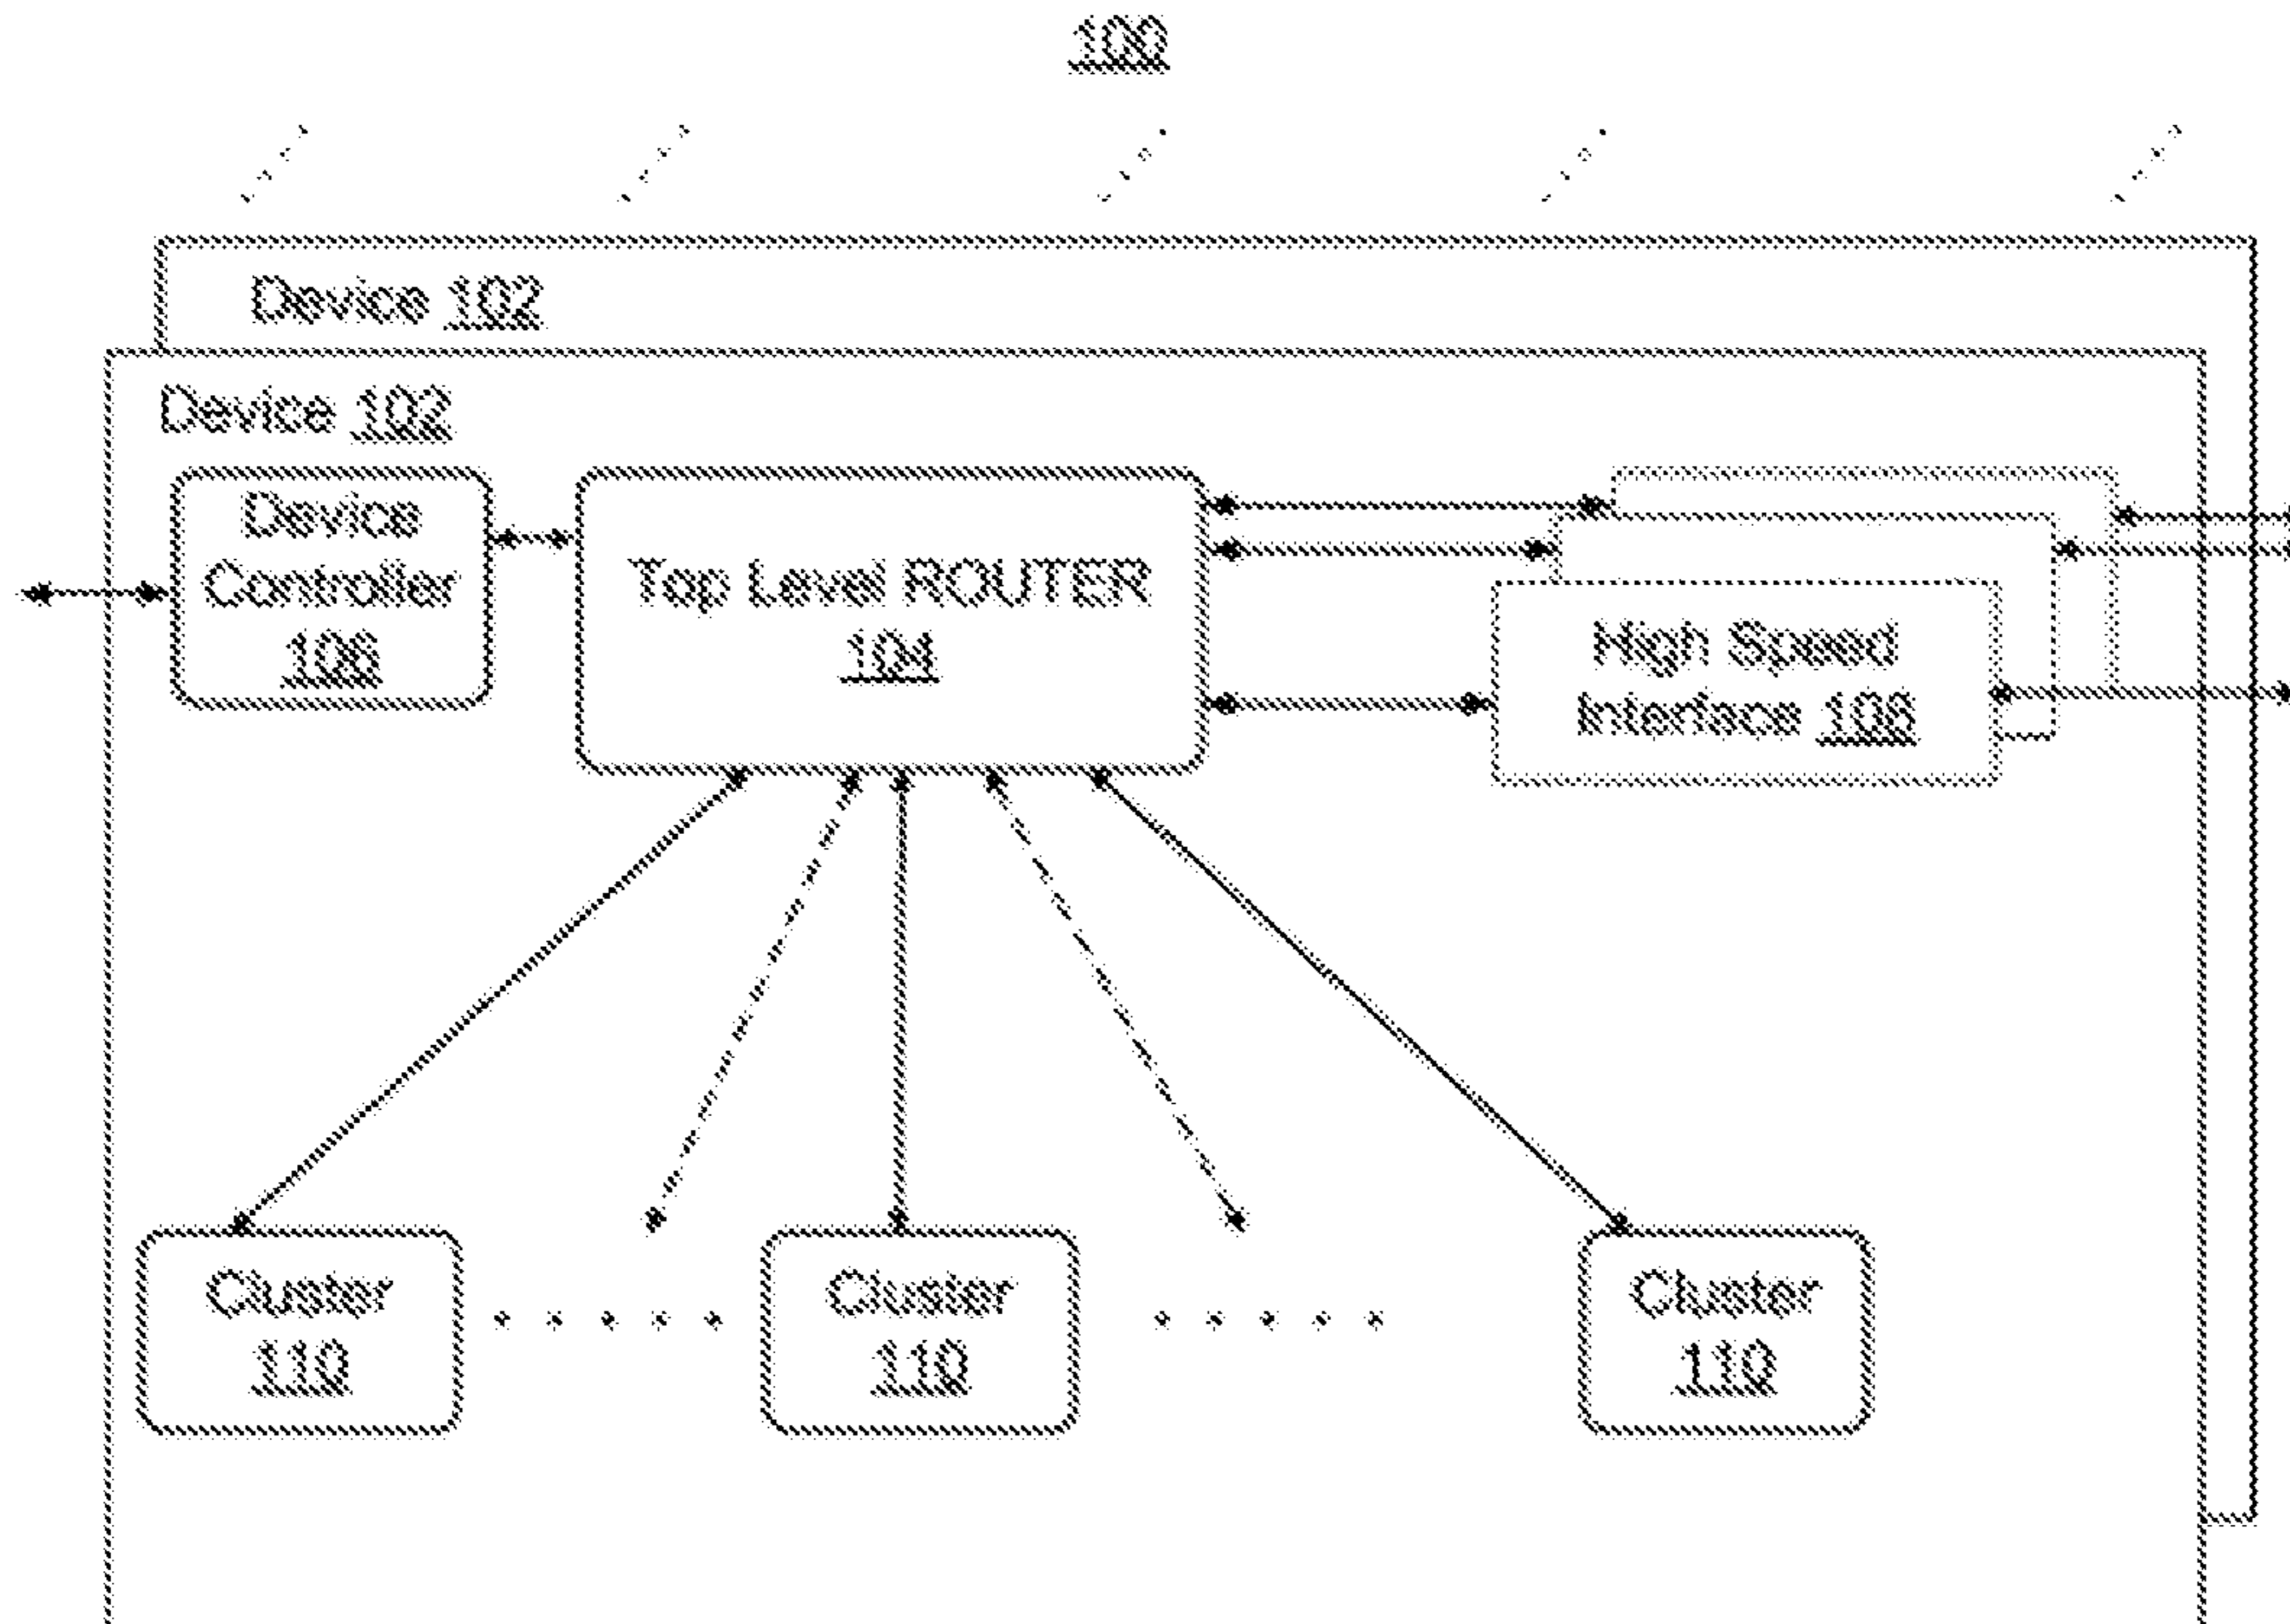 100
Device 102
Device 102
Device
Controller
106
Top Level ROUTER
104
High Speed
Interface 108
Cluster
110
Cluster
110
Cluster
110